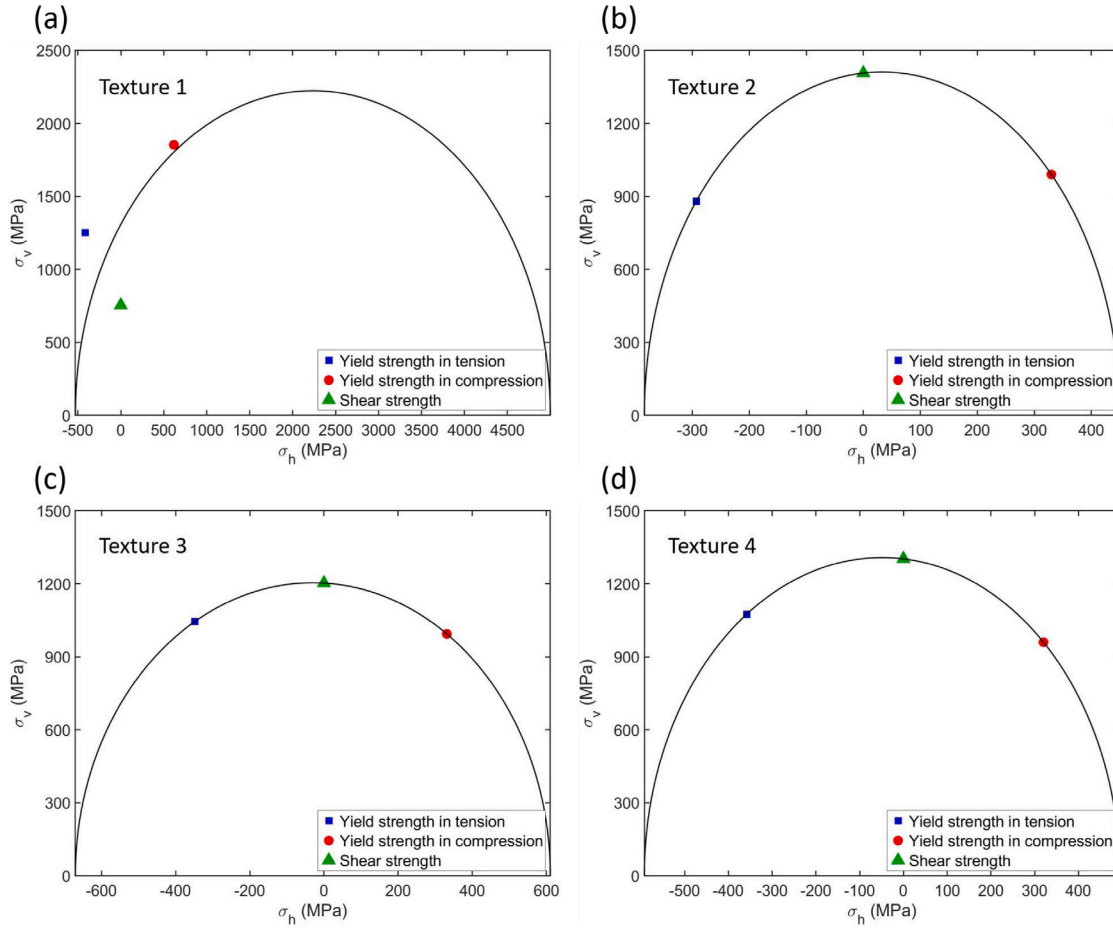 (a)
2500
2000
1500
1000
500
0
σv (MPa)
Texture 1
Yield strength in tension
Yield strength in compression
Shear strength
-500 0 500 1000 1500 2000 2500 3000 3500 4000 4500
σh (MPa)
(b)
1500
1200
900
600
300
0
σv (MPa)
Texture 2
Yield strength in tension
Yield strength in compression
Shear strength
-300 -200 -100 0 100 200 300 400
σh (MPa)
(c)
1500
1200
900
600
300
0
σv (MPa)
Texture 3
Yield strength in tension
Yield strength in compression
Shear strength
-600 -400 -200 0 200 400 600
σh (MPa)
(d)
1500
1200
900
600
300
0
σv (MPa)
Texture 4
Yield strength in tension
Yield strength in compression
Shear strength
-500 -400 -300 -200 -100 0 100 200 300 400
σh (MPa)